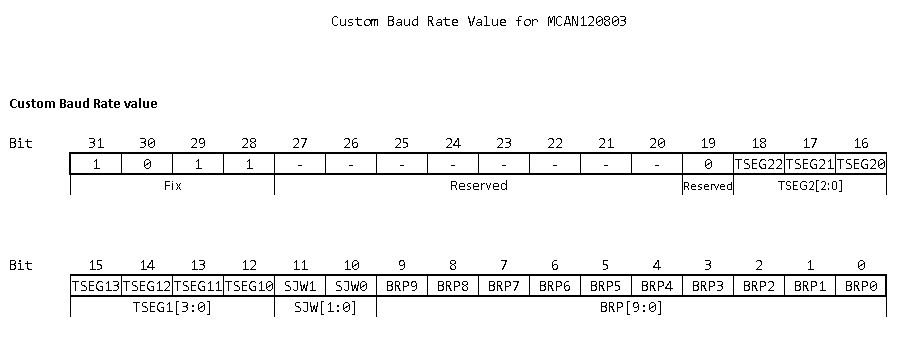 Custom Baud Rate Value for MCAN120803
Custom Baud Rate value
Bit 31 30 29 28 27 26 25 24 23 22 21 20 19 18 17 16
1 0 1 1 - - - - - - - - 0 TSEG22 TSEG21 TSEG20
Fix Reserved Reserved TSEG2[2:0]
Bit 15 14 13 12 11 10 9 8 7 6 5 4 3 2 1 0
TSEG13 TSEG12 TSEG11 TSEG10 SJW1 SJW0 BRP9 BRP8 BRP7 BRP6 BRP5 BRP4 BRP3 BRP2 BRP1 BRP0
TSEG1[3:0] SJW[1:0] BRP[9:0]